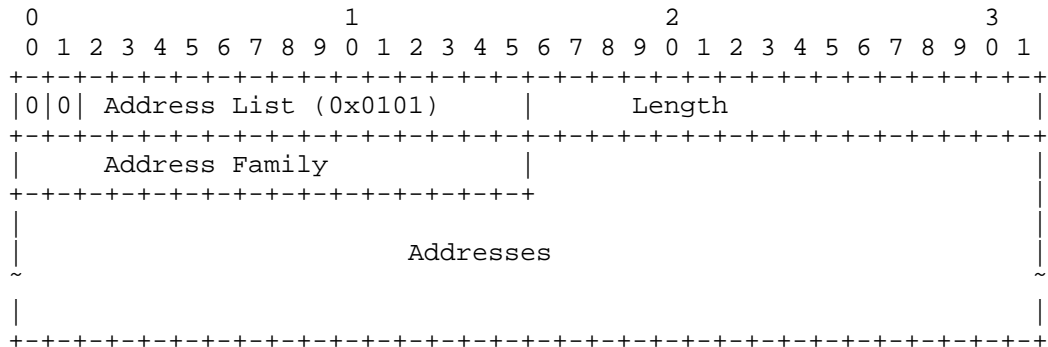 0                   1                   2                   3
 0 1 2 3 4 5 6 7 8 9 0 1 2 3 4 5 6 7 8 9 0 1 2 3 4 5 6 7 8 9 0 1
+-+-+-+-+-+-+-+-+-+-+-+-+-+-+-+-+-+-+-+-+-+-+-+-+-+-+-+-+-+-+-+-+
|0|0| Address List (0x0101)     |      Length                   |
+-+-+-+-+-+-+-+-+-+-+-+-+-+-+-+-+-+-+-+-+-+-+-+-+-+-+-+-+-+-+-+-+
|     Address Family            |                               |
+-+-+-+-+-+-+-+-+-+-+-+-+-+-+-+-+                               |
|                                                               |
|                        Addresses                              |
~                                                               ~
|                                                               |
+-+-+-+-+-+-+-+-+-+-+-+-+-+-+-+-+-+-+-+-+-+-+-+-+-+-+-+-+-+-+-+-+